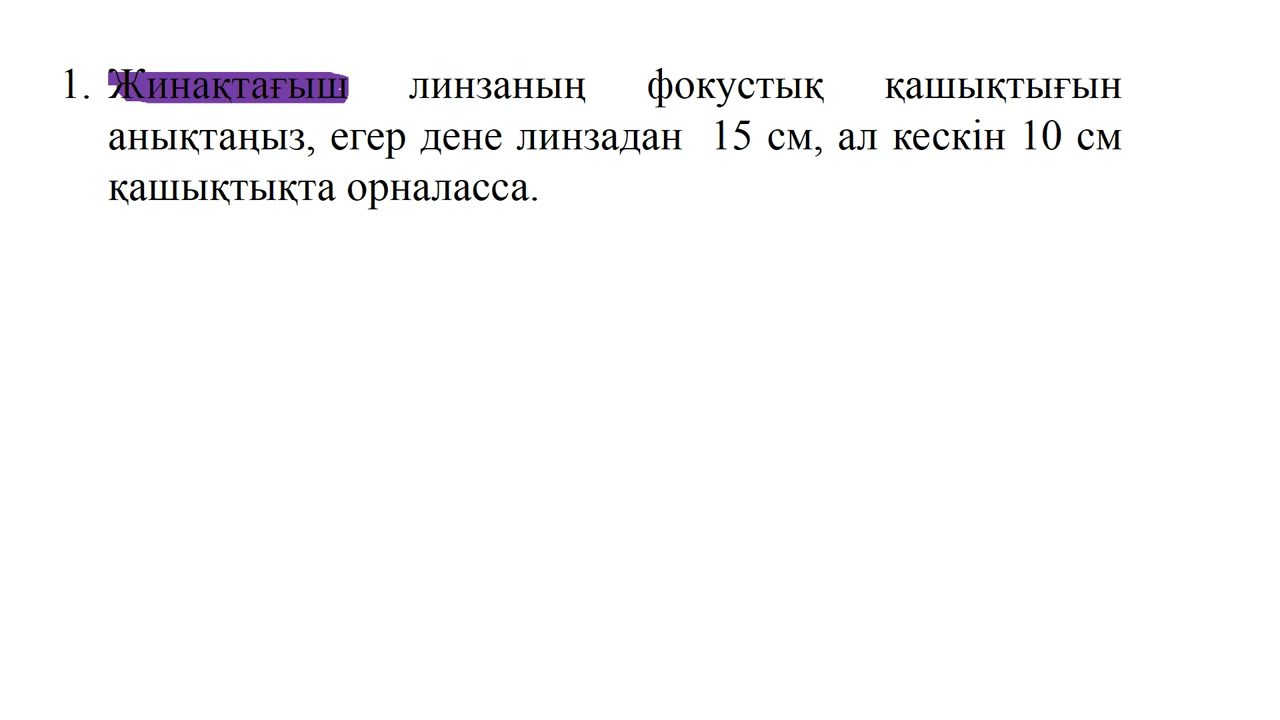 1. Жинақтағыш линзаның фокустық қашықтығын
анықтаңыз, егер дене линзадан 15 см, ал кескін 10 см
қашықтықта орналасса.